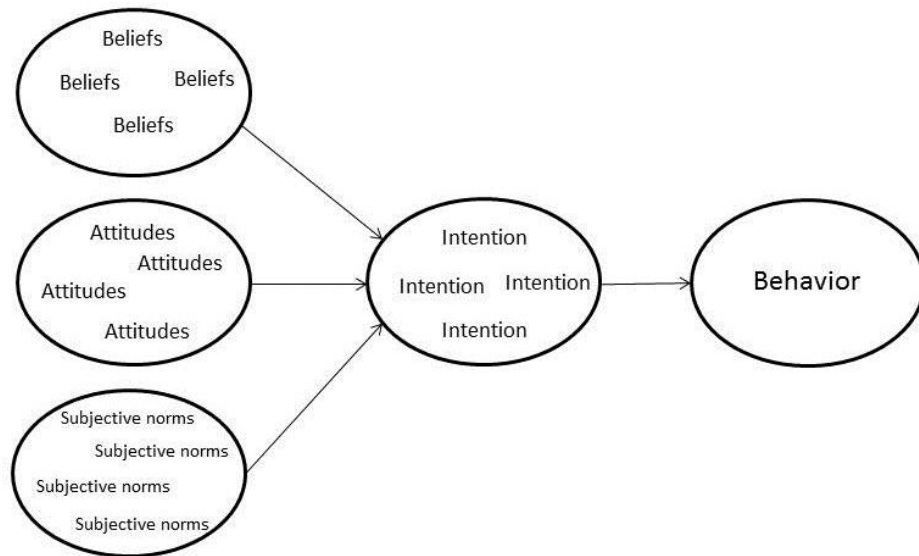 Beliefs
Beliefs
Beliefs
Beliefs
Attitudes
Attitudes
Attitudes
Attitudes
Subjective norms
Subjective norms
Subjective norms
Subjective norms
Intention
Intention
Intention
Intention
Behavior